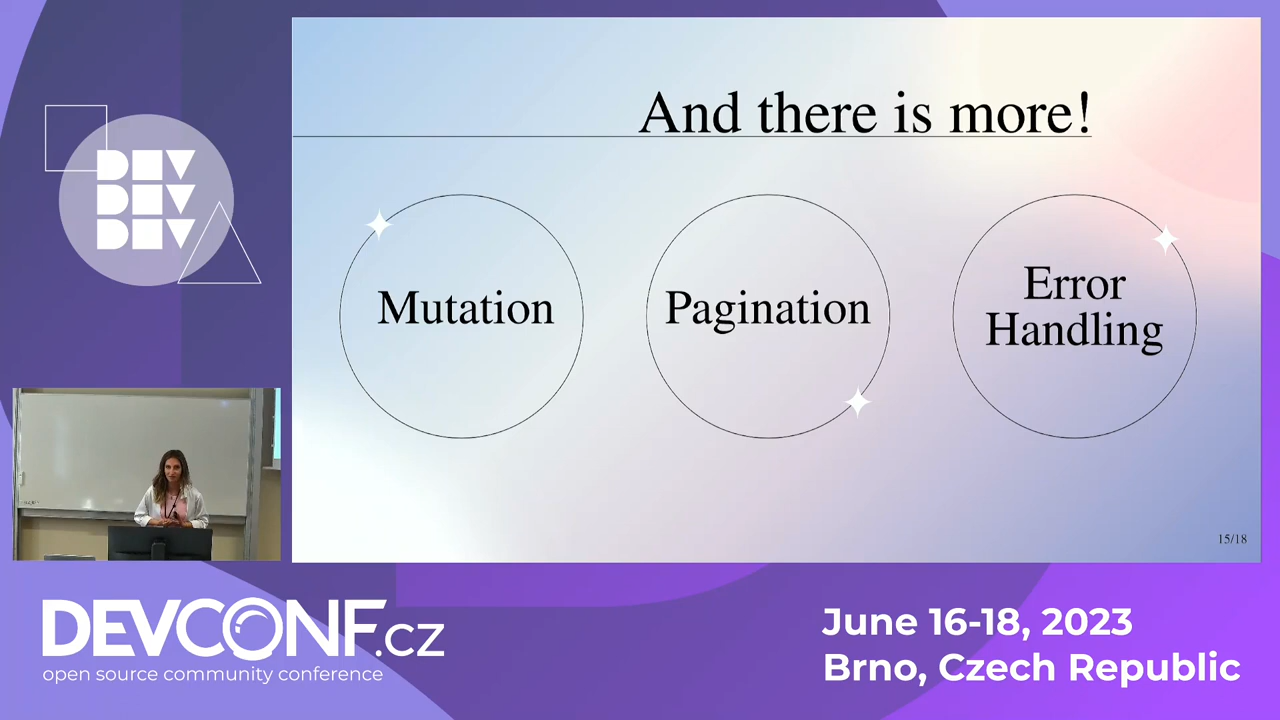 DEV
DEV
DEV
And there is more!
Mutation
Pagination
Error
Handling
15/18
DEVCONF.cz
open source community conference
June 16-18, 2023
Brno, Czech Republic